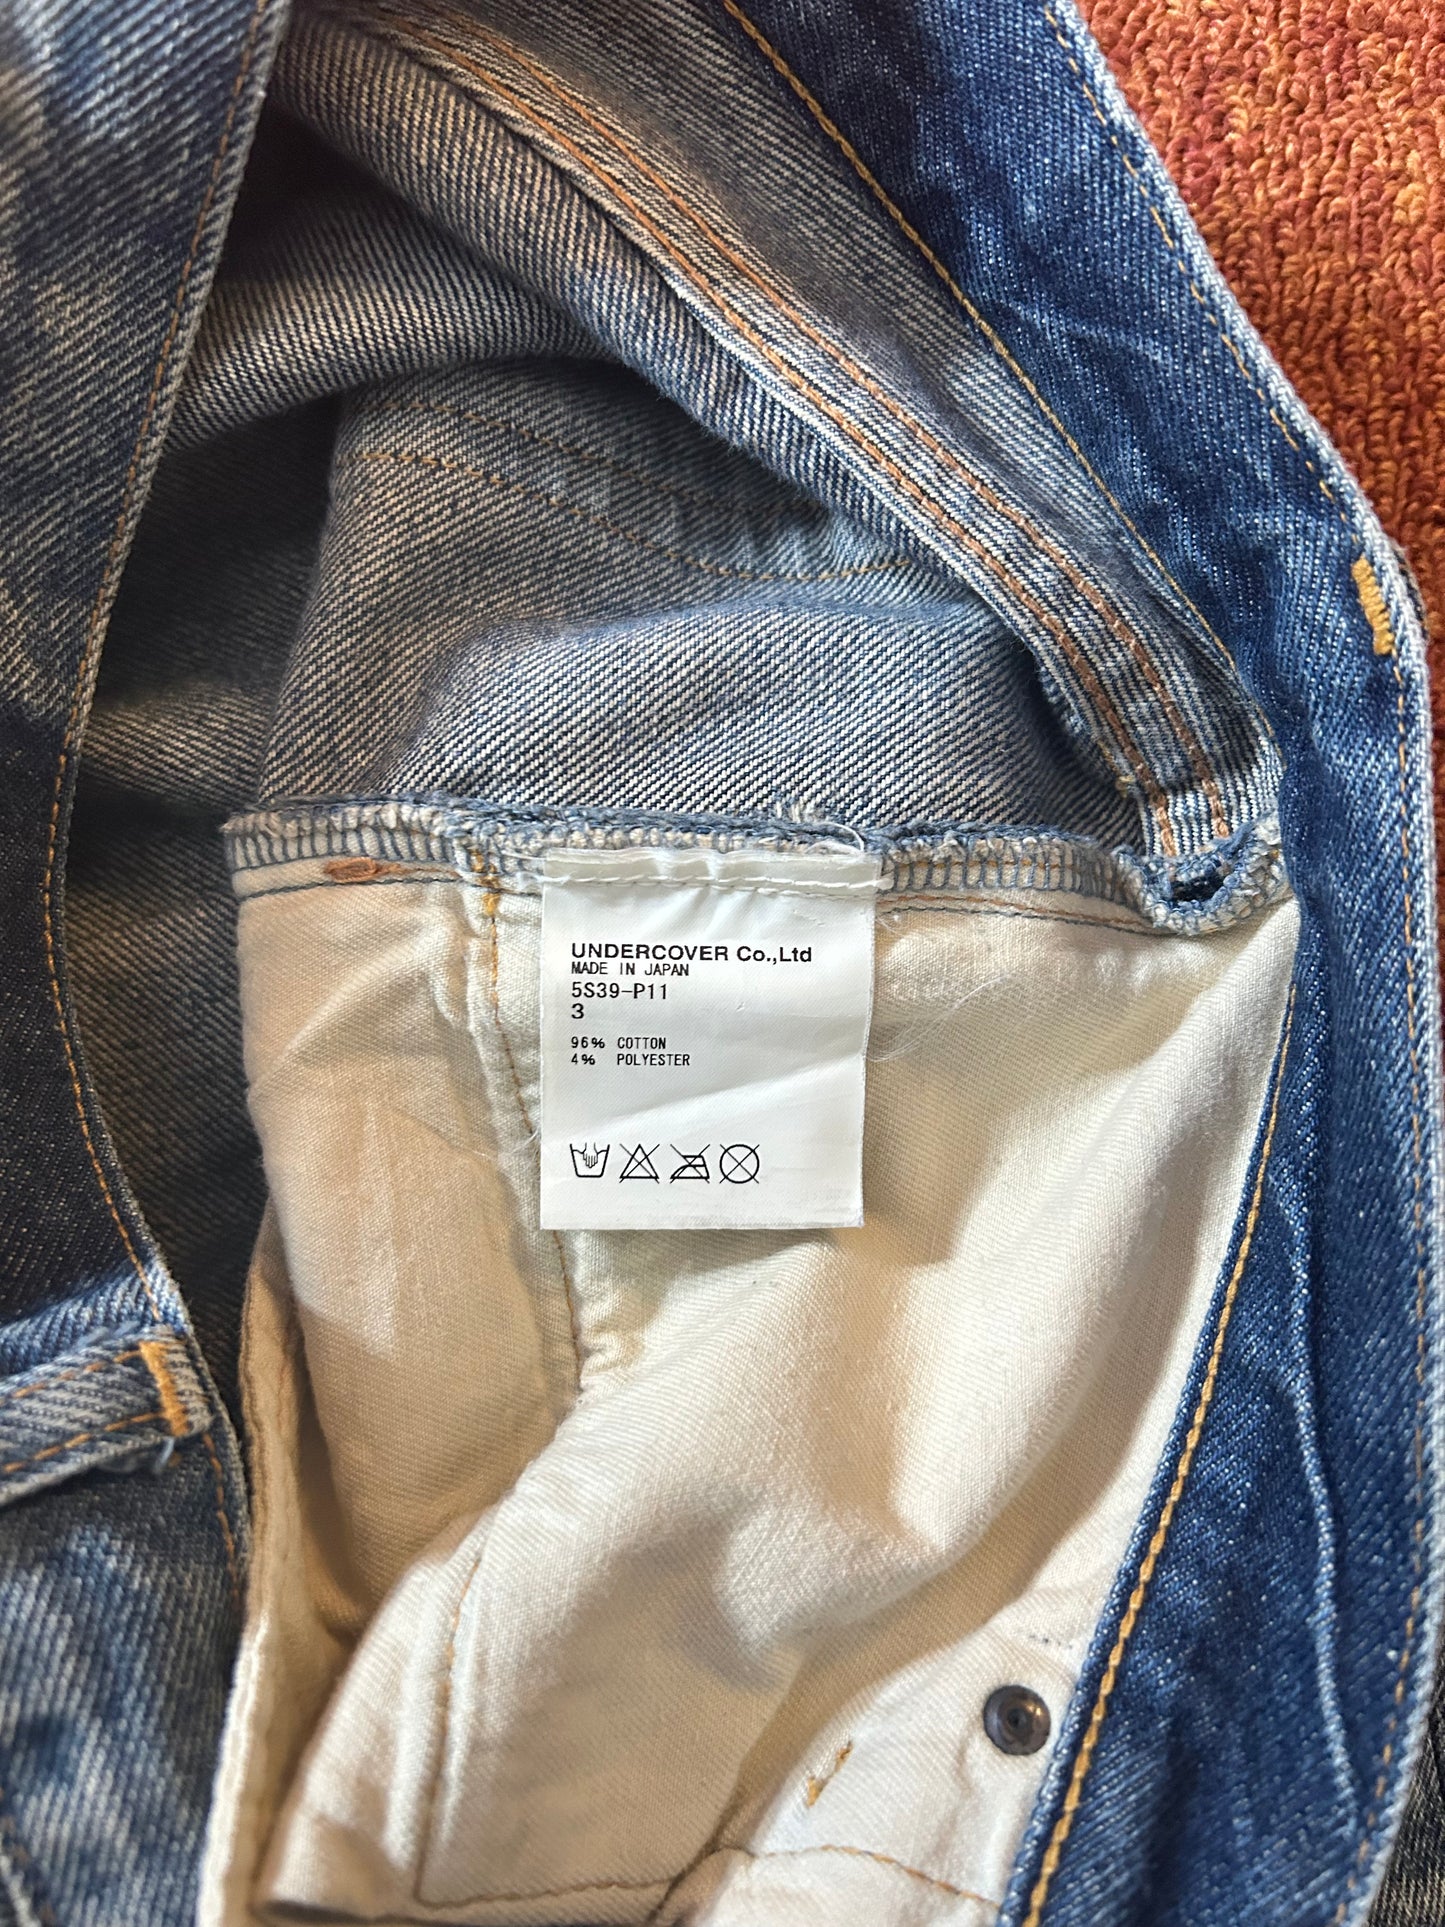 UNDERCOVER Co.,Ltd
MADE IN JAPAN
5S39-P11
3
96% COTTON
4% POLYESTER